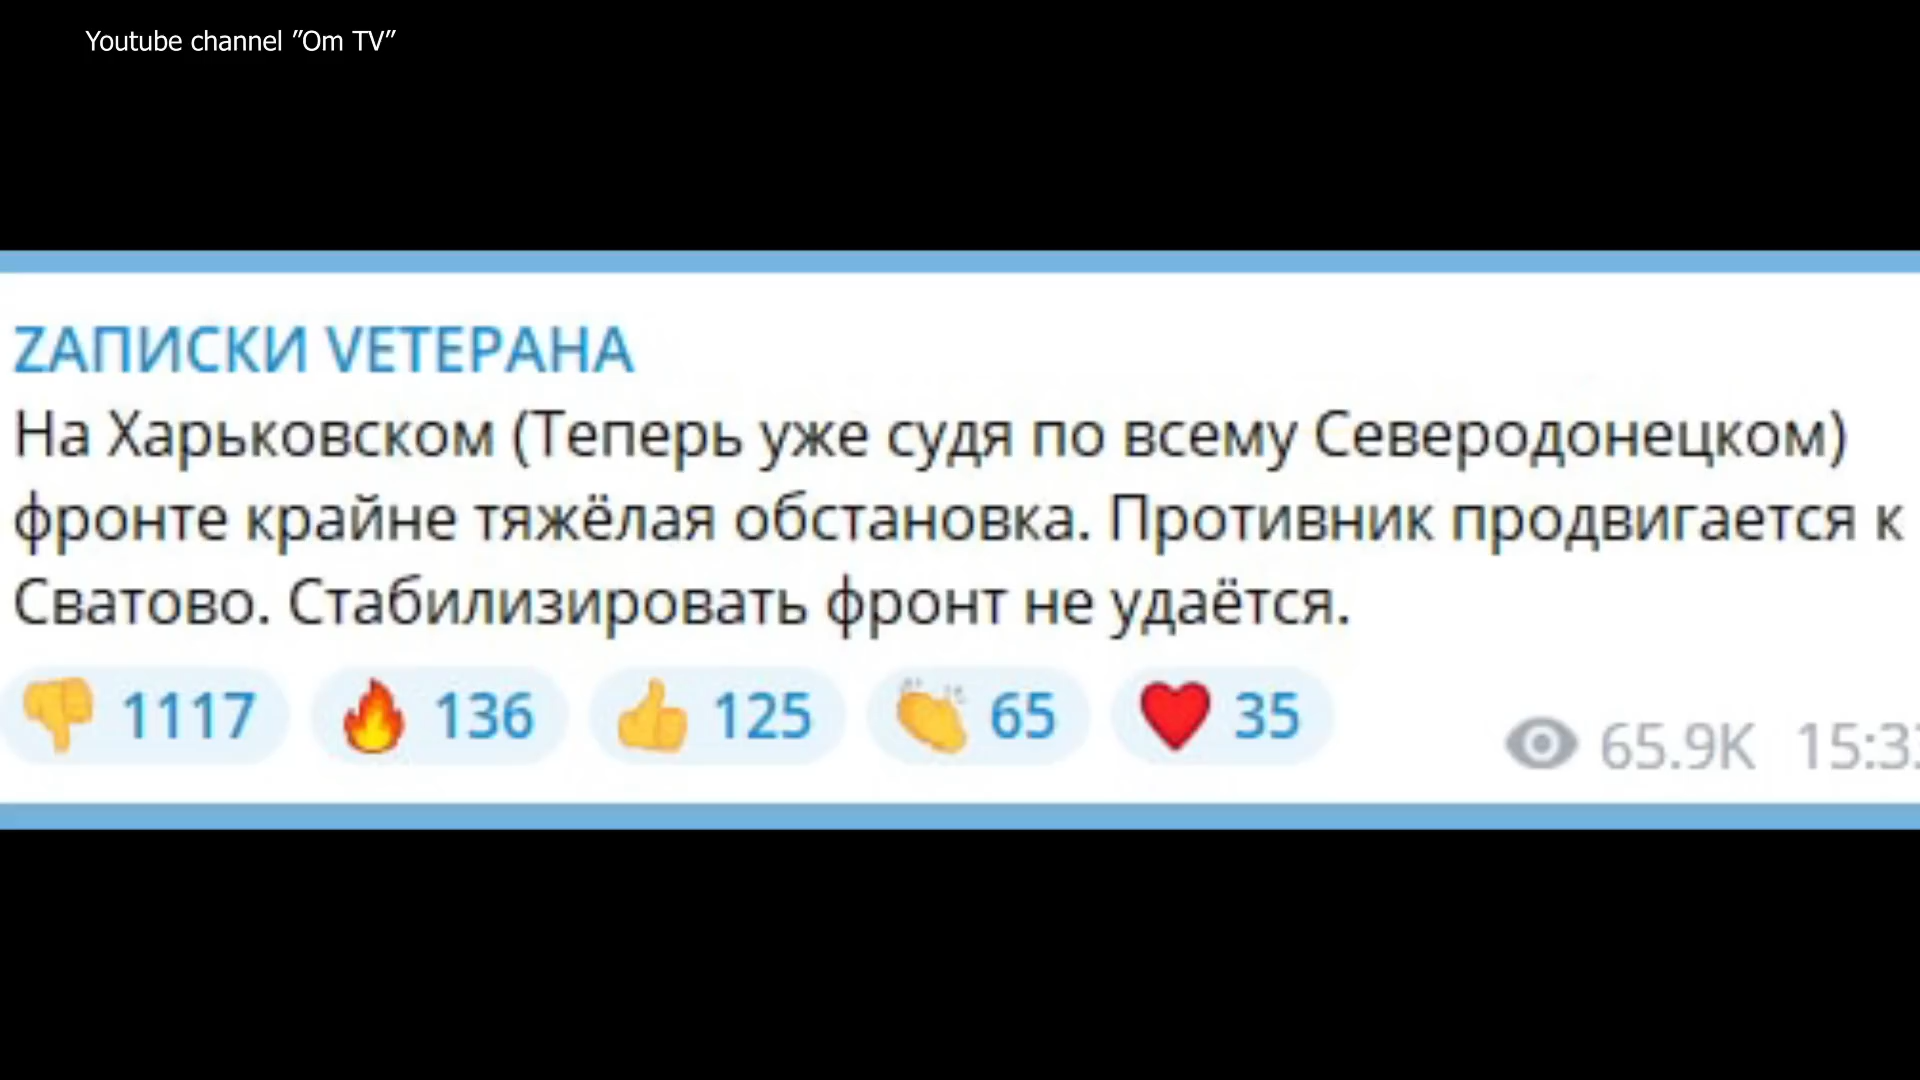 Youtube channel "Om TV"
ZАПИСКИ VЕТЕРАНА
На Харьковском (Теперь уже судя по всему Северодонецком)
фронте крайне тяжёлая обстановка. Противник продвигается к
Сватово. Стабилизировать фронт не удаётся.
1117 136 125 65 35
65.9K